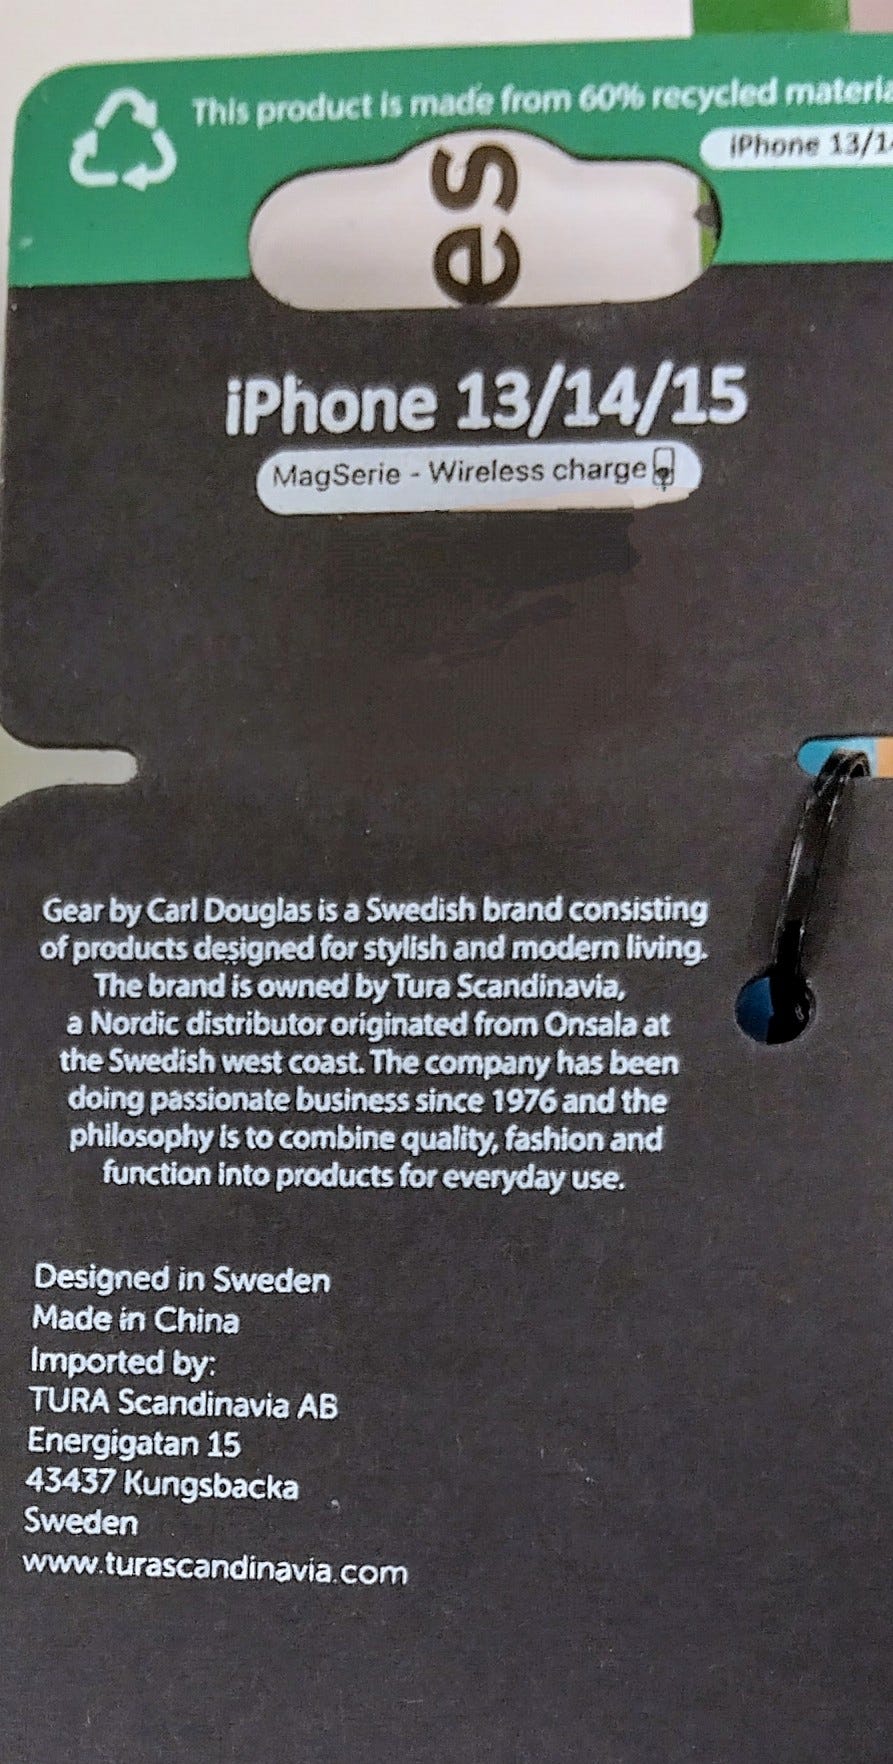 This product is made from 60% recycled
iPhone 13/
es
iPhone 13/14/15
MagSerie - Wireless charge
Gear by Carl Douglas is a Swedish brand consisting
of products designed for stylish and modern living.
The brand is owned by Tura Scandinavia,
a Nordic distributor originated from Onsala at
the Swedish west coast. The company has been
doing passionate business since 1976 and the
philosophy is to combine quality, fashion and
function into products for everyday use.
Designed in Sweden
Made in China
Imported by:
TURA Scandinavia AB
Energigatan 15
43437 Kungsbacka
Sweden
www.turascandinavia.com